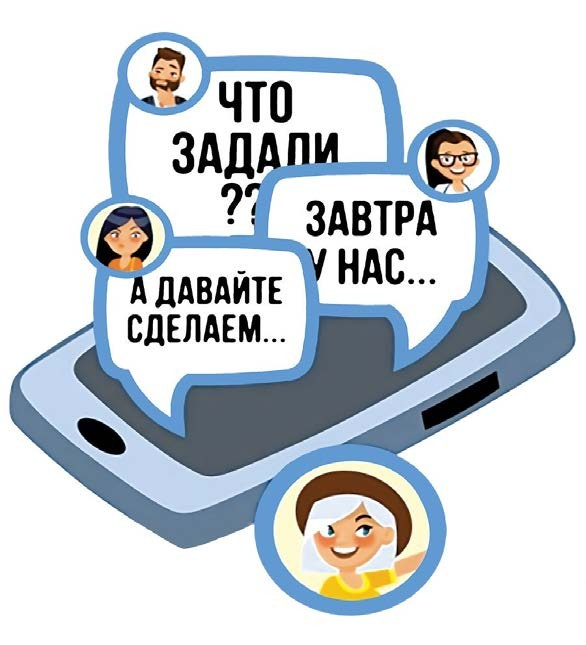 ЧТО
ЗАДАЛИ
??
ЗАВТРА
У НАС...
А ДАВАЙТЕ
СДЕЛАЕМ...